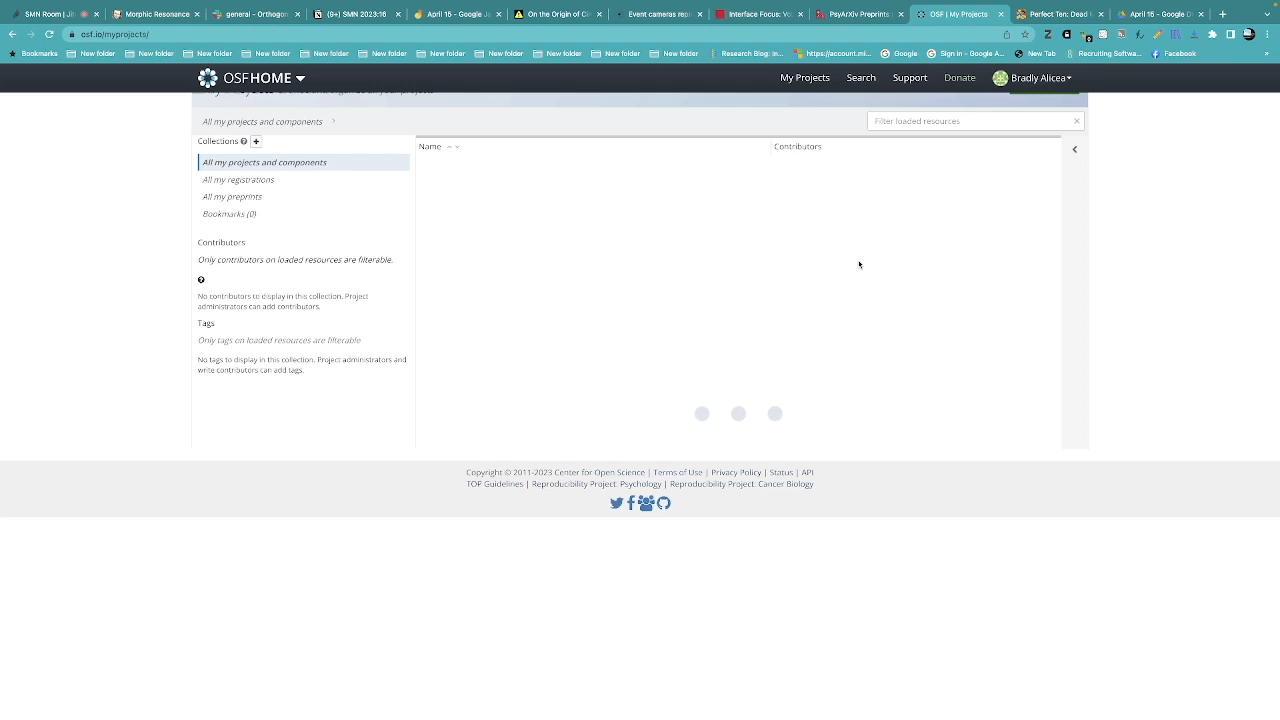 SMN Room | Jit
Morphic Resonance
general - Orthogon
(9+) SMN 2023:16
April 15 - Google Ja
On the Origin of Ci
Event cameras rep
Interface Focus: Vo
PsyArXiv Preprints
OSF | My Projects
Perfect Ten: Dead
April 15 - Google D
osf.io/myprojects/
Bookmarks
New folder
New folder
New folder
New folder
New folder
New folder
New folder
New folder
New folder
New folder
New folder
Research Blog: In...
https://account.mi...
Google
Sign in – Google A...
New Tab
Recruiting Softwa...
Facebook
»
OSFHOME
My Projects
Search
Support
Donate
Bradly Alicea
All my projects and components
Filter loaded resources
Collections
All my projects and components
All my registrations
All my preprints
Bookmarks (0)
Contributors
Only contributors on loaded resources are filterable.
No contributors to display in this collection. Project
administrators can add contributors.
Tags
Only tags on loaded resources are filterable
No tags to display in this collection. Project administrators and
write contributors can add tags.
Name
Contributors
Copyright © 2011-2023 Center for Open Science | Terms of Use | Privacy Policy | Status | API
TOP Guidelines | Reproducibility Project: Psychology | Reproducibility Project: Cancer Biology